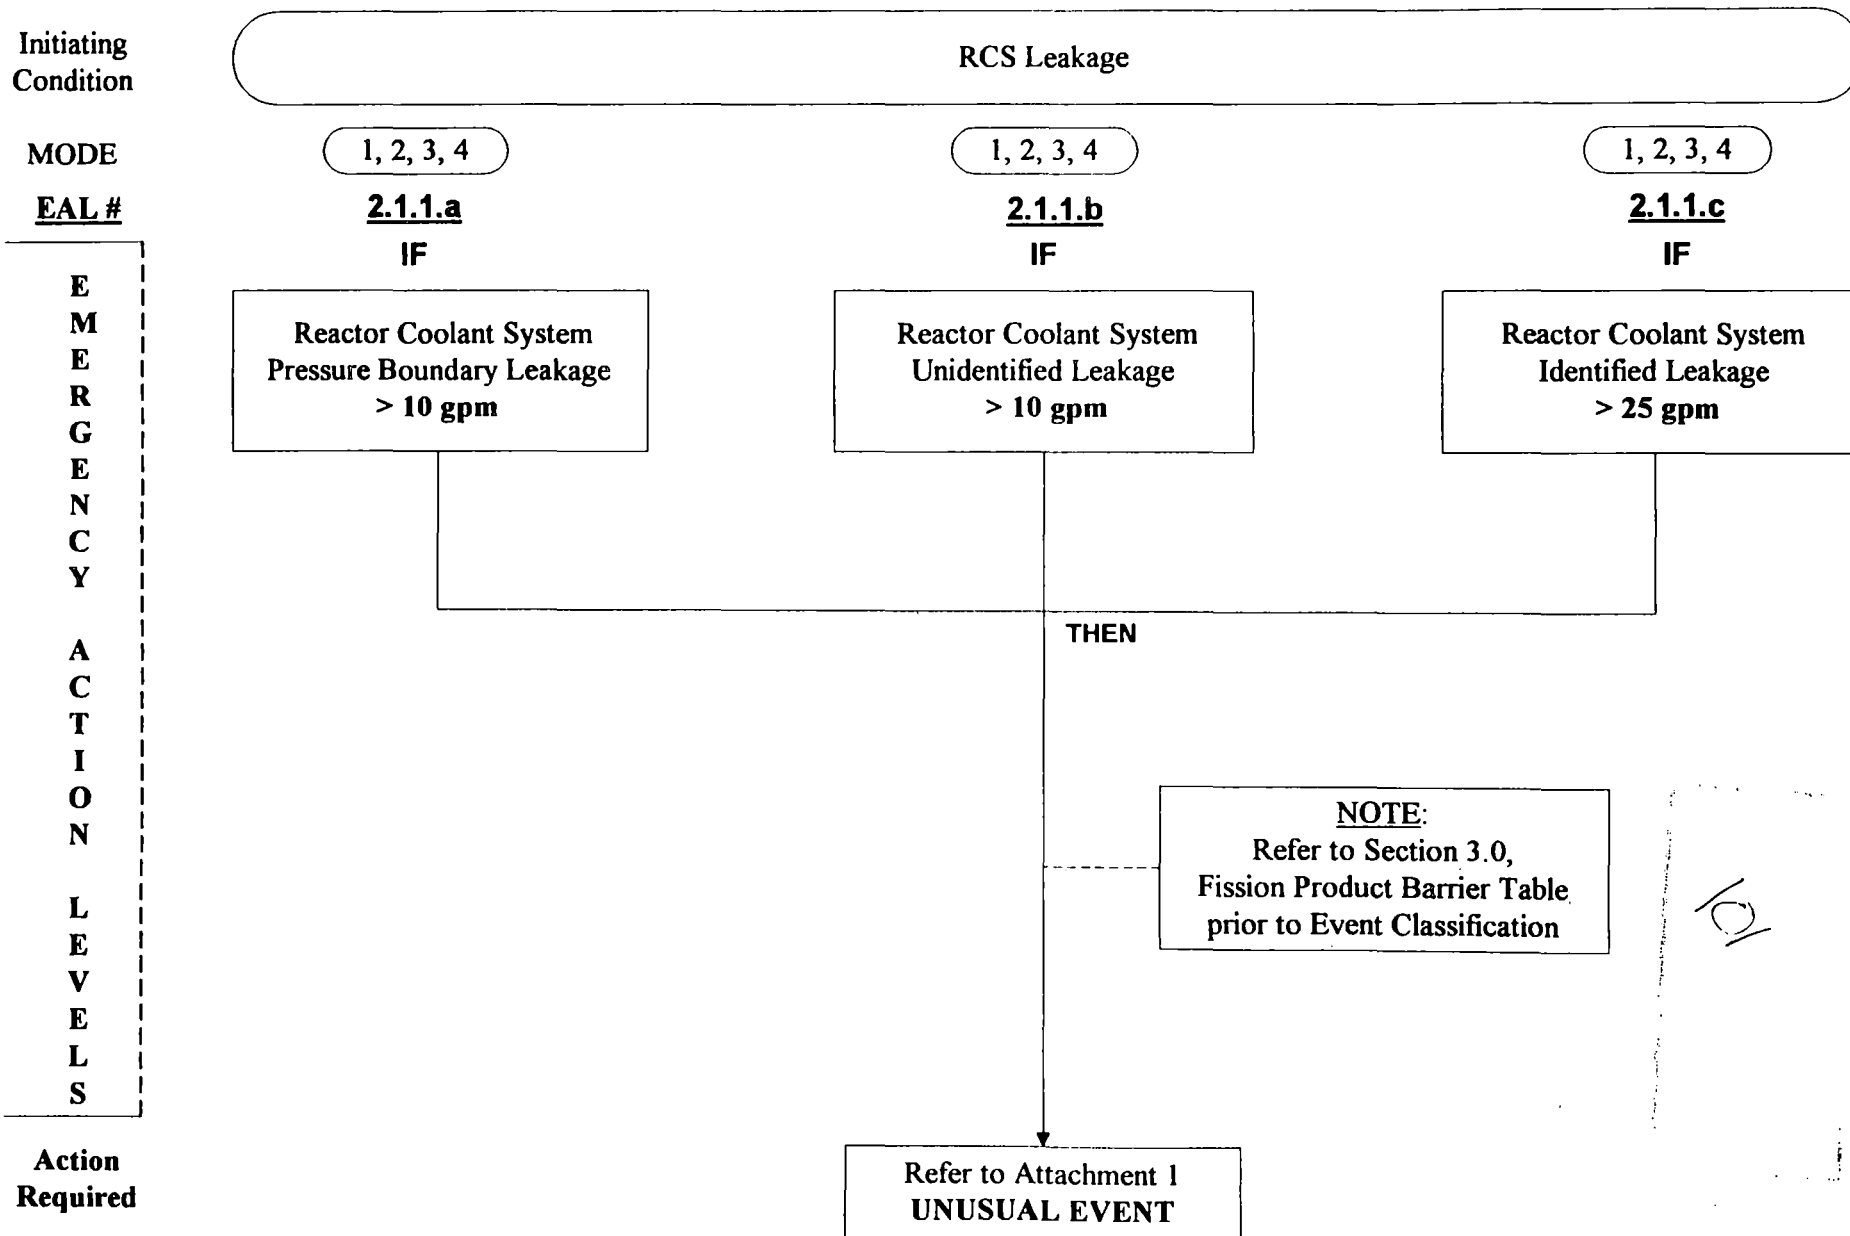 Initiating
Condition
RCS Leakage
MODE
1, 2, 3, 4
1, 2, 3, 4
1, 2, 3, 4
EAL #
2.1.1.a
2.1.1.b
2.1.1.c
IF
IF
IF
Reactor Coolant System
Pressure Boundary Leakage
> 10 gpm
Reactor Coolant System
Unidentified Leakage
> 10 gpm
Reactor Coolant System
Identified Leakage
> 25 gpm
E
M
E
R
G
E
N
C
Y
A
C
T
I
O
N
L
E
V
E
L
S
THEN
NOTE:
Refer to Section 3.0,
Fission Product Barrier Table
prior to Event Classification
Action
Required
Refer to Attachment 1
UNUSUAL EVENT